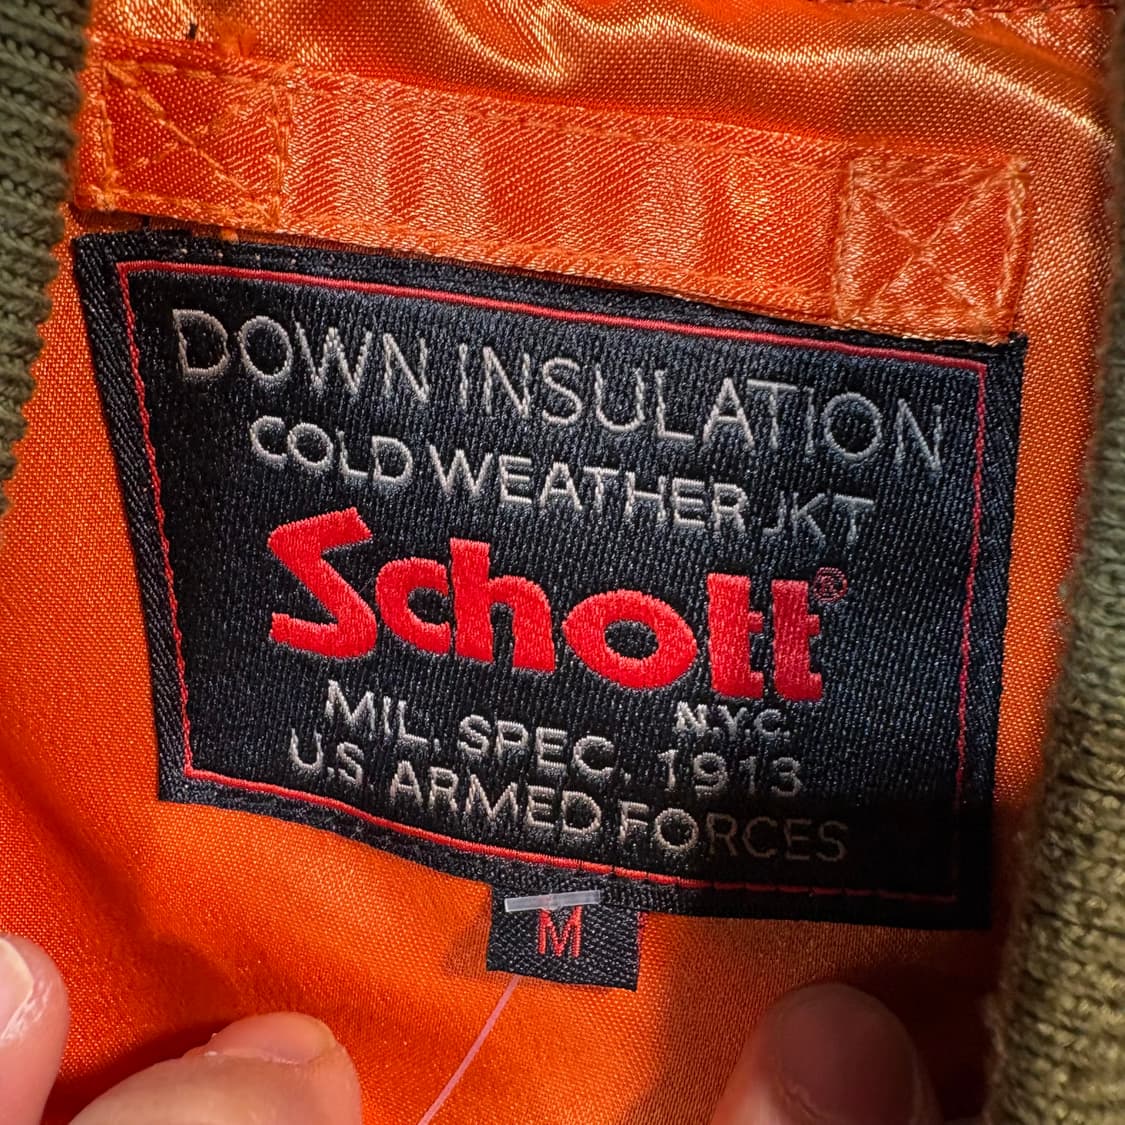 DOWN INSULATION
COLD WEATHER JKT
Schott®
N.Y.C.
MIL. SPEC. 1913
U.S ARMED FORCES
M